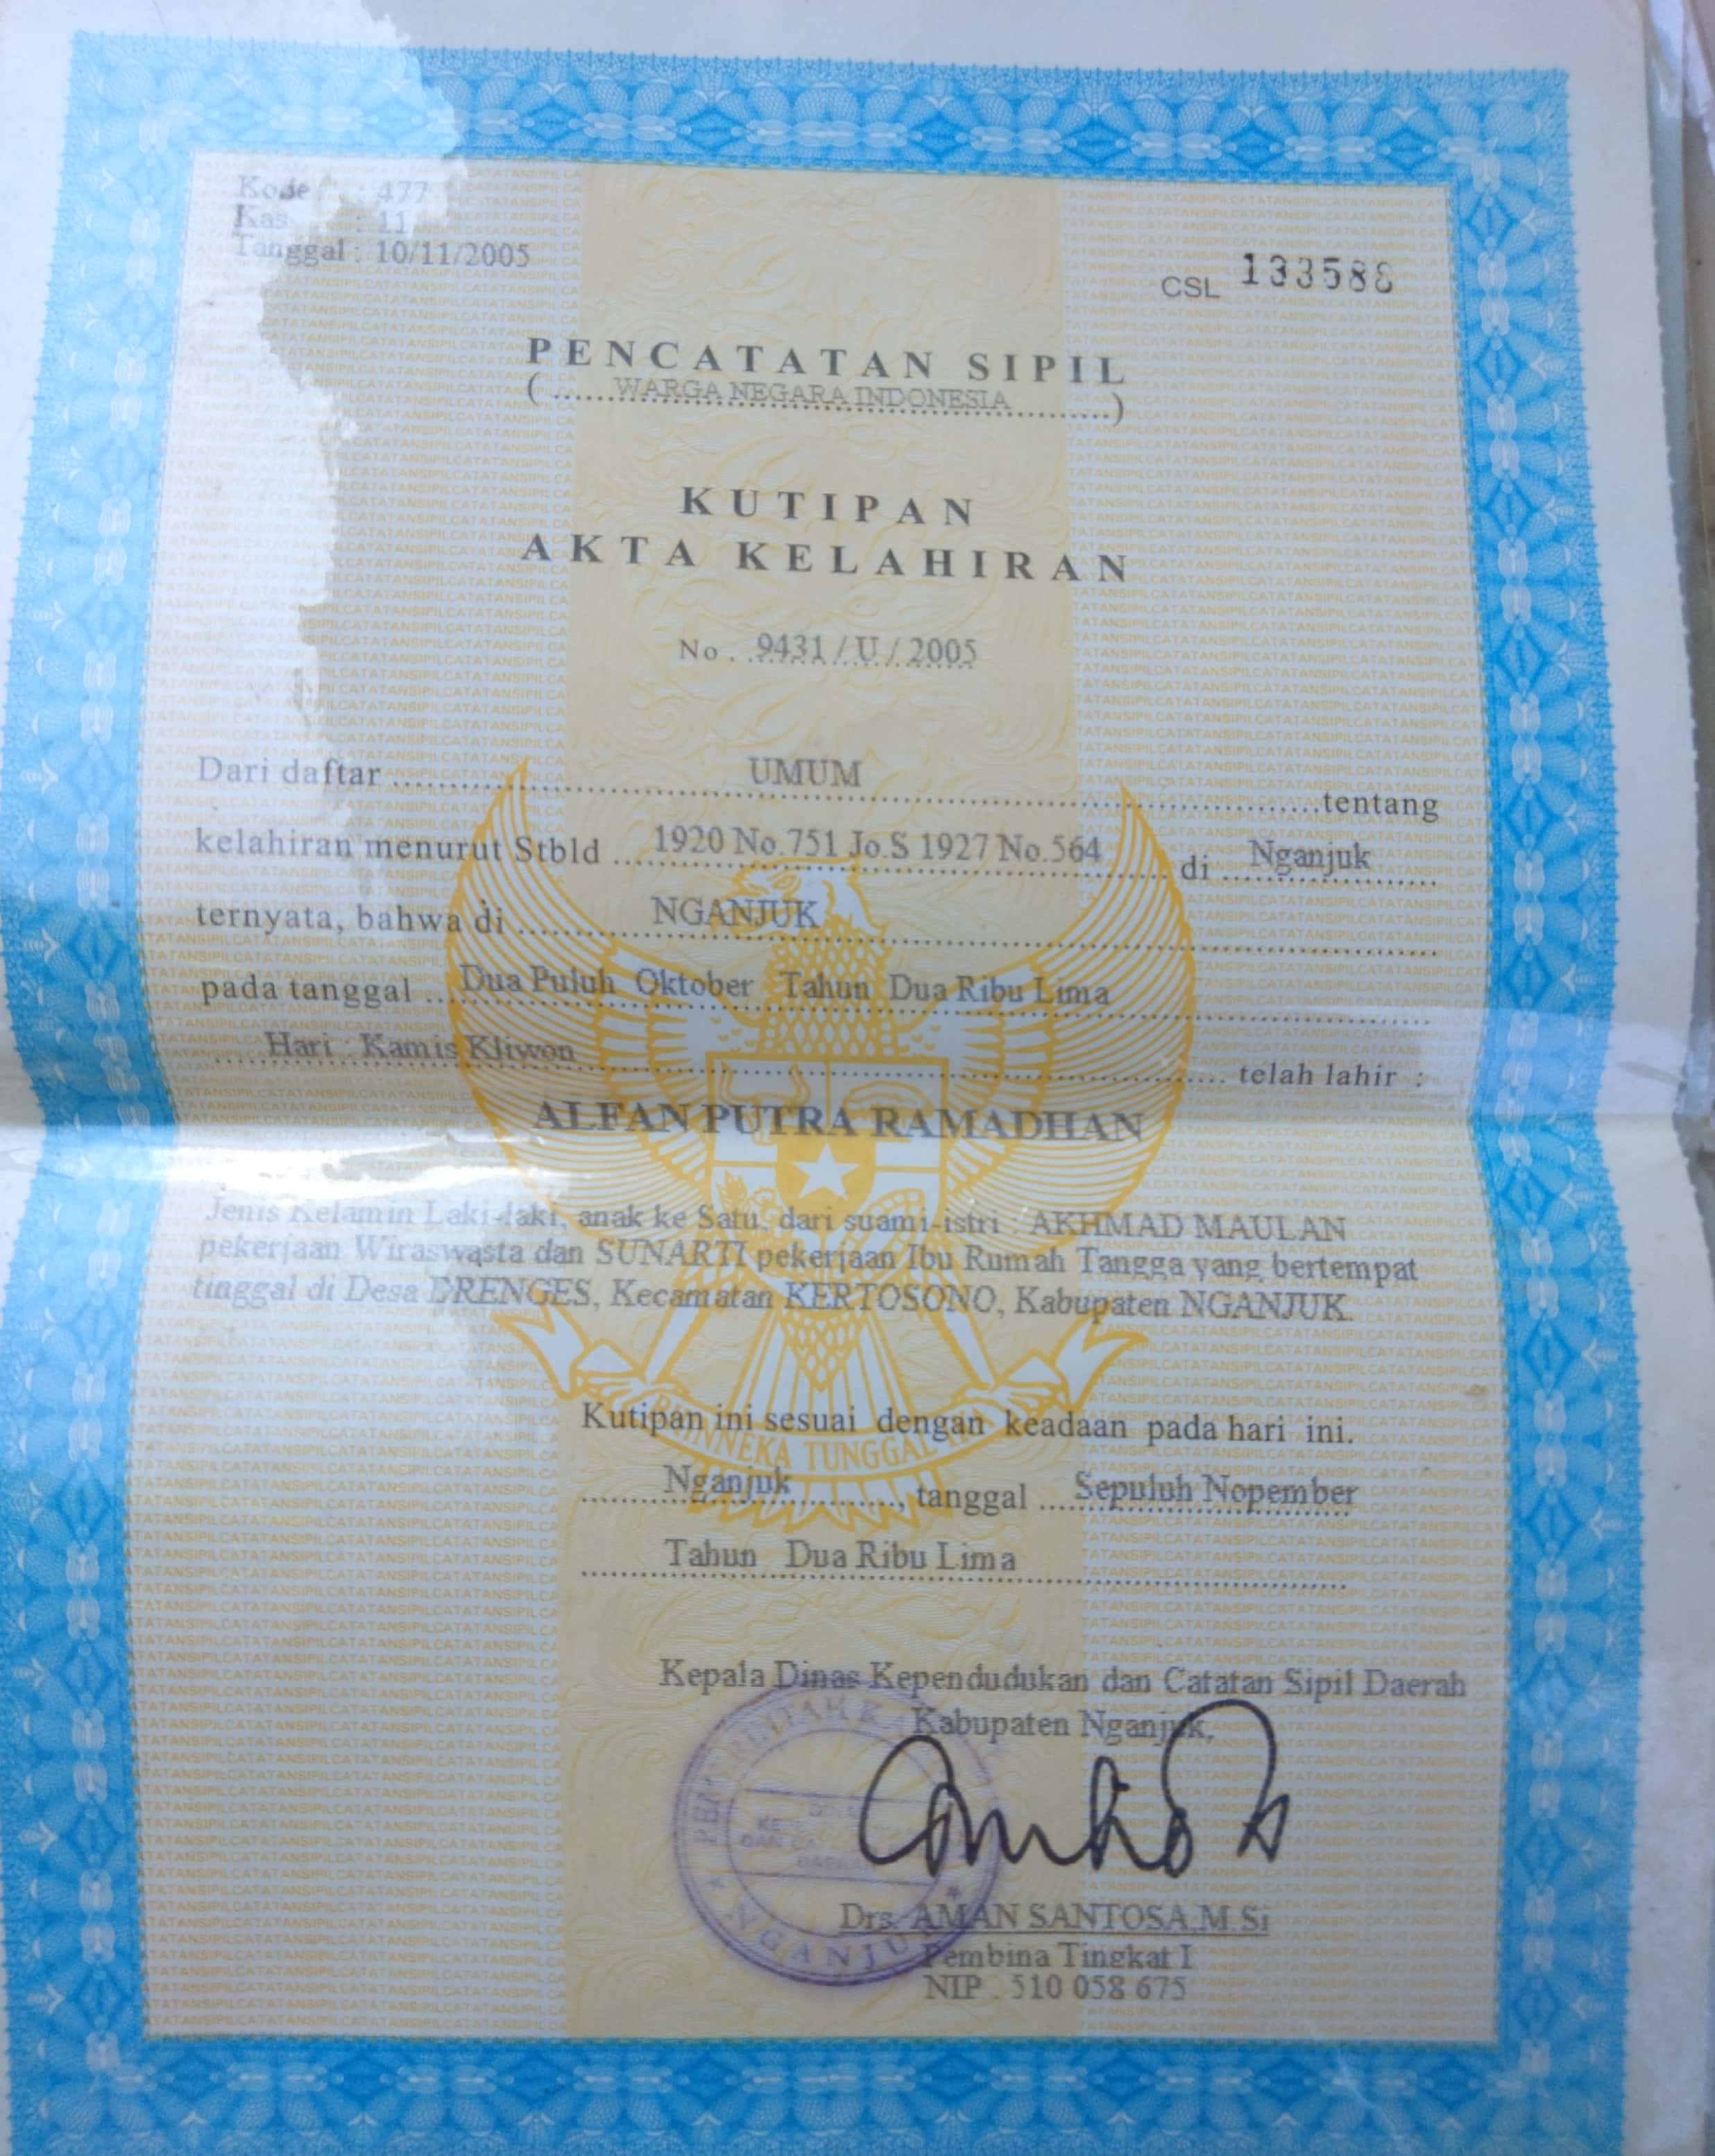 Kode : 477
Kas : 11
Tanggal : 10/11/2005
CSL 133588
PENCATATAN SIPIL
( WARGA NEGARA INDONESIA )
KUTIPAN
AKTA KELAHIRAN
No. 9431 / U / 2005
Dari daftar UMUM tentang
kelahiran menurut Stbld 1920 No.751 Jo.S 1927 No.564 di Nganjuk
ternyata, bahwa di NGANJUK
pada tanggal Dua Puluh Oktober Tahun Dua Ribu Lima
Hari : Kamis Kliwon telah lahir :
ALFAN PUTRA RAMADHAN
Jenis Kelamin Laki-laki, anak ke Satu, dari suami-istri : AKHMAD MAULAN
pekerjaan Wiraswasta dan SUNARTI pekerjaan Ibu Rumah Tangga yang bertempat
tinggal di Desa DRENGES, Kecamatan KERTOSONO, Kabupaten NGANJUK.
BHINNEKA TUNGGAL
Kutipan ini sesuai dengan keadaan pada hari ini.
Nganjuk, tanggal Sepuluh Nopember
Tahun Dua Ribu Lima
Kepala Dinas Kependudukan dan Catatan Sipil Daerah
Kabupaten Nganjuk,
PEMERINTAH
NGANJUK
Drs. AMAN SANTOSA,M.Si
Pembina Tingkat I
NIP . 510 058 675